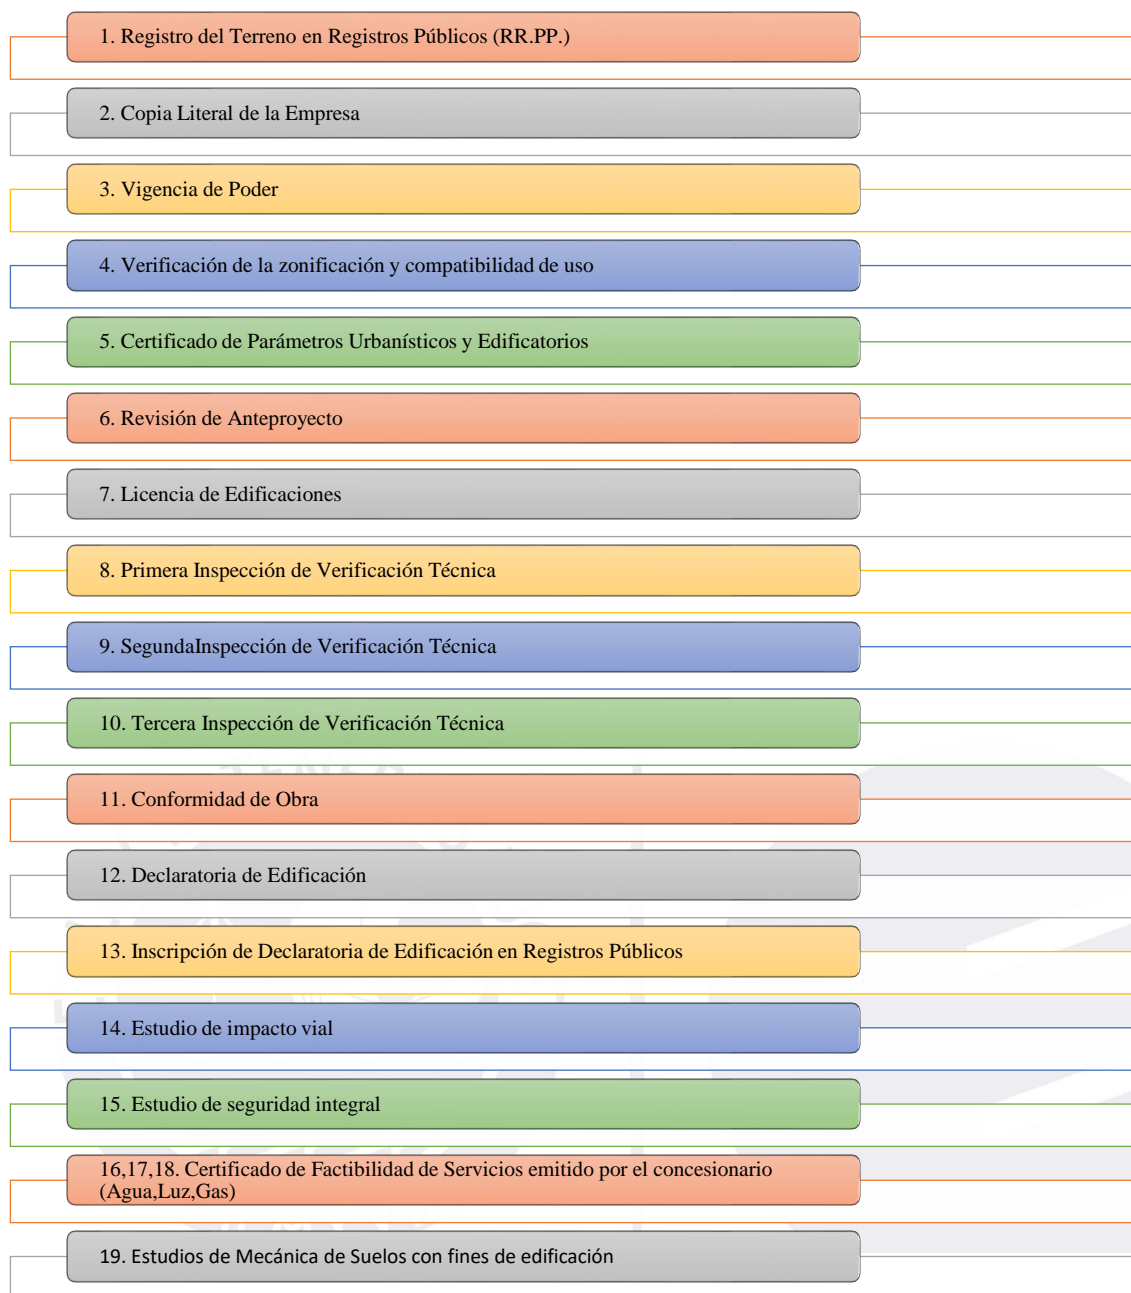 1. Registro del Terreno en Registros Públicos (RR.PP.)
2. Copia Literal de la Empresa
3. Vigencia de Poder
4. Verificación de la zonificación y compatibilidad de uso
5. Certificado de Parámetros Urbanísticos y Edificatorios
6. Revisión de Anteproyecto
7. Licencia de Edificaciones
8. Primera Inspección de Verificación Técnica
9. SegundaInspección de Verificación Técnica
10. Tercera Inspección de Verificación Técnica
11. Conformidad de Obra
12. Declaratoria de Edificación
13. Inscripción de Declaratoria de Edificación en Registros Públicos
14. Estudio de impacto vial
15. Estudio de seguridad integral
16,17,18. Certificado de Factibilidad de Servicios emitido por el concesionario
(Agua,Luz,Gas)
19. Estudios de Mecánica de Suelos con fines de edificación